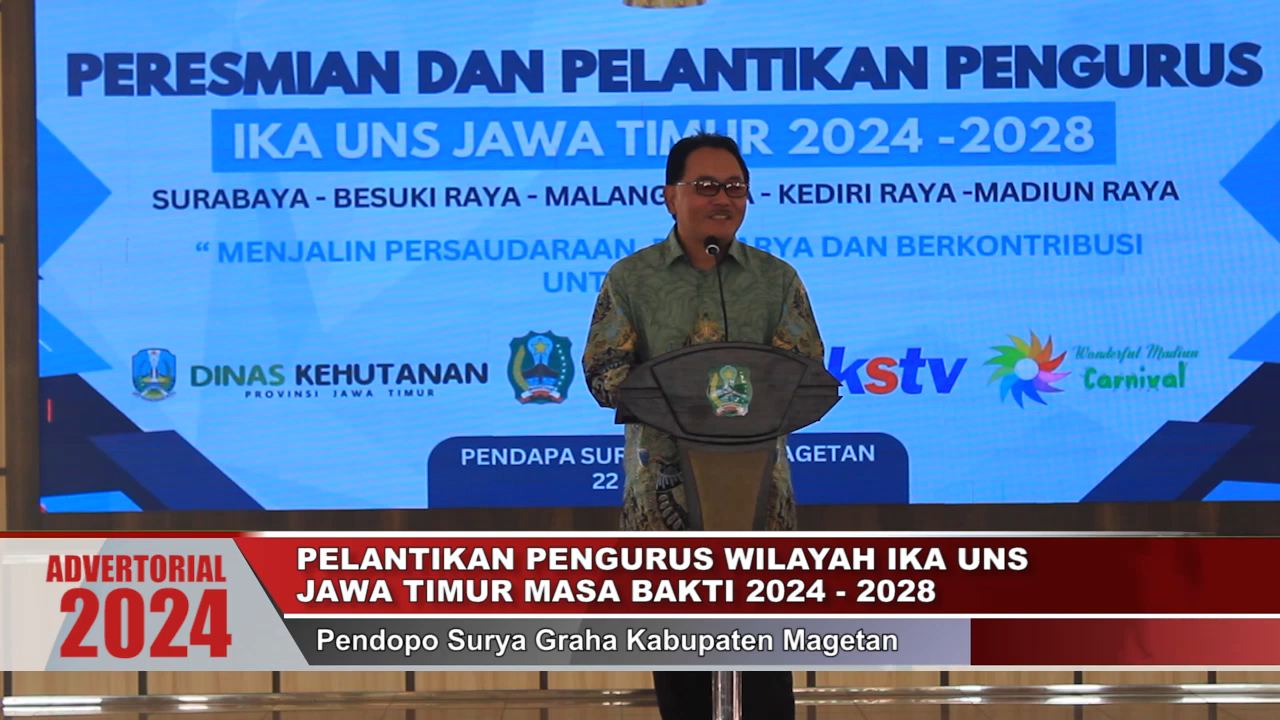 PERESMIAN DAN PELANTIKAN PENGURUS
IKA UNS JAWA TIMUR 2024 -2028
SURABAYA - BESUKI RAYA - MALANG - KEDIRI RAYA -MADIUN RAYA
“ MENJALIN PERSAUDARAAN, DAN BERKONTRIBUSI
DINAS KEHUTANAN
PROVINSI JAWA TIMUR
kstv
Wonderful Madiun
Carnival
PENDAPA
22
ADVERTORIAL
2024
PELANTIKAN PENGURUS WILAYAH IKA UNS
JAWA TIMUR MASA BAKTI 2024 - 2028
Pendopo Surya Graha Kabupaten Magetan